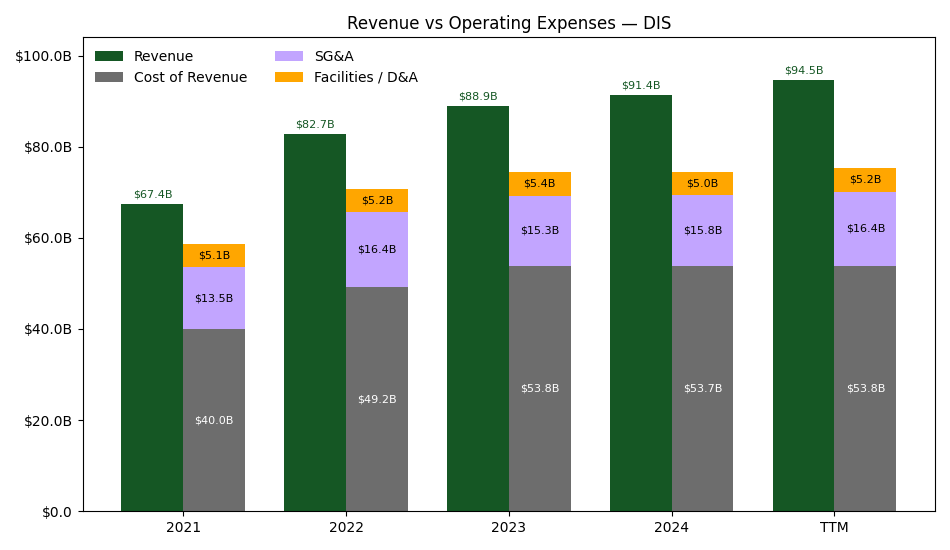 Revenue vs Operating Expenses — DIS
Revenue
Cost of Revenue
SG&A
Facilities / D&A
$100.0B
$80.0B
$60.0B
$40.0B
$20.0B
$0.0
$67.4B
$5.1B
$13.5B
$40.0B
$82.7B
$5.2B
$16.4B
$49.2B
$88.9B
$5.4B
$15.3B
$53.8B
$91.4B
$5.0B
$15.8B
$53.7B
$94.5B
$5.2B
$16.4B
$53.8B
2021
2022
2023
2024
TTM